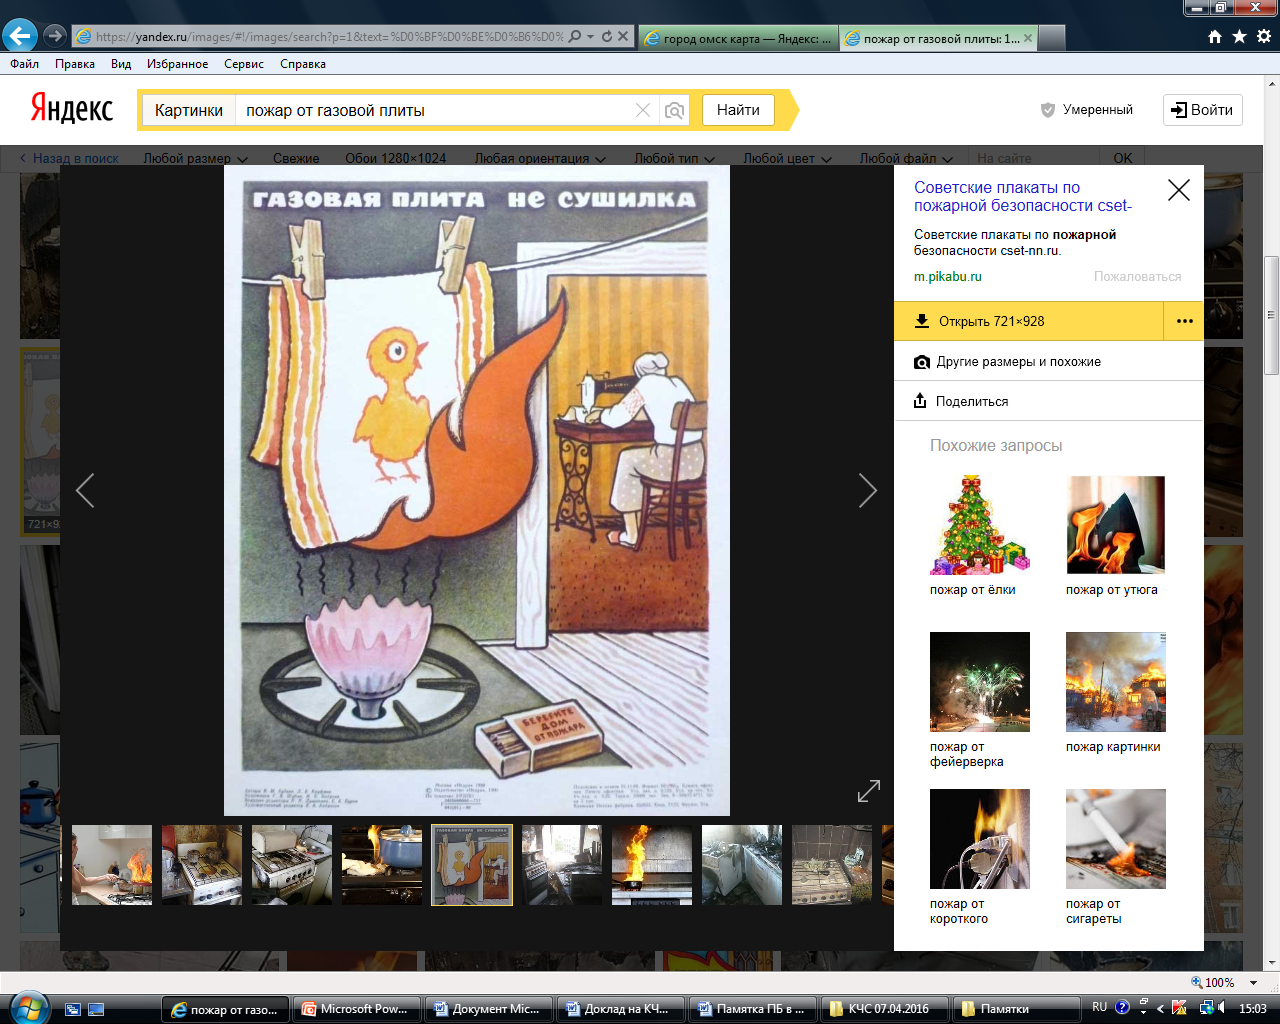 https://yandex.ru/images/#!/images/search?p=1&text=%D0%BF%D0%BE%D0%B6%D0%
город омск карта — Яндекс: ...
пожар от газовой плиты: 1...
Файл Правка Вид Избранное Сервис Справка
Яндекс
Картинки
пожар от газовой плиты
Найти
Умеренный
Войти
Назад в поиск Любой размер Свежие Обои 1280×1024 Любая ориентация Любой тип Любой цвет Любой файл На сайте OK
ГАЗОВАЯ ПЛИТА НЕ СУШИЛКА
БЕРЕГИТЕ
ДОМ
ОТ ПОЖАРА
Советские плакаты по
пожарной безопасности cset-
Советские плакаты по пожарной
безопасности cset-nn.ru.
m.pikabu.ru
Пожаловаться
Открыть 721×928
Другие размеры и похожие
Поделиться
Похожие запросы
пожар от ёлки
пожар от утюга
пожар от
фейерверка
пожар картинки
пожар от
короткого
пожар от
сигареты
100%
пожар от газо...
Microsoft Pow...
Документ Mic...
Доклад на КЧ...
Памятка ПБ в ...
КЧС 07.04.2016
Памятки
RU
15:03